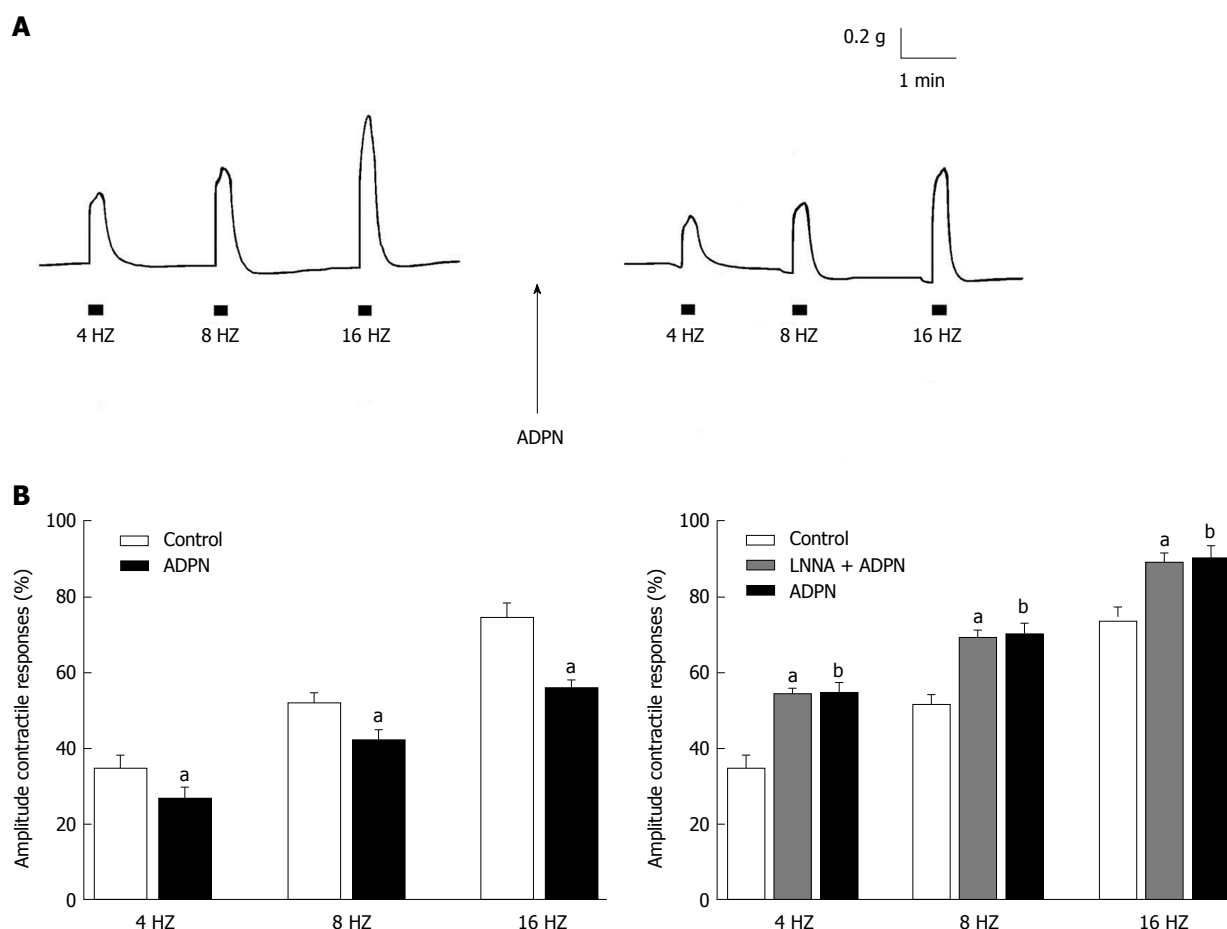 A
0.2 g
1 min
4 HZ
8 HZ
16 HZ
4 HZ
8 HZ
16 HZ
ADPN
B
Amplitude contractile responses (%)
100
80
60
40
20
0
Control
ADPN
a
a
a
4 HZ
8 HZ
16 HZ
Amplitude contractile responses (%)
100
80
60
40
20
0
Control
LNNA + ADPN
ADPN
a
b
a
b
a
b
4 HZ
8 HZ
16 HZ